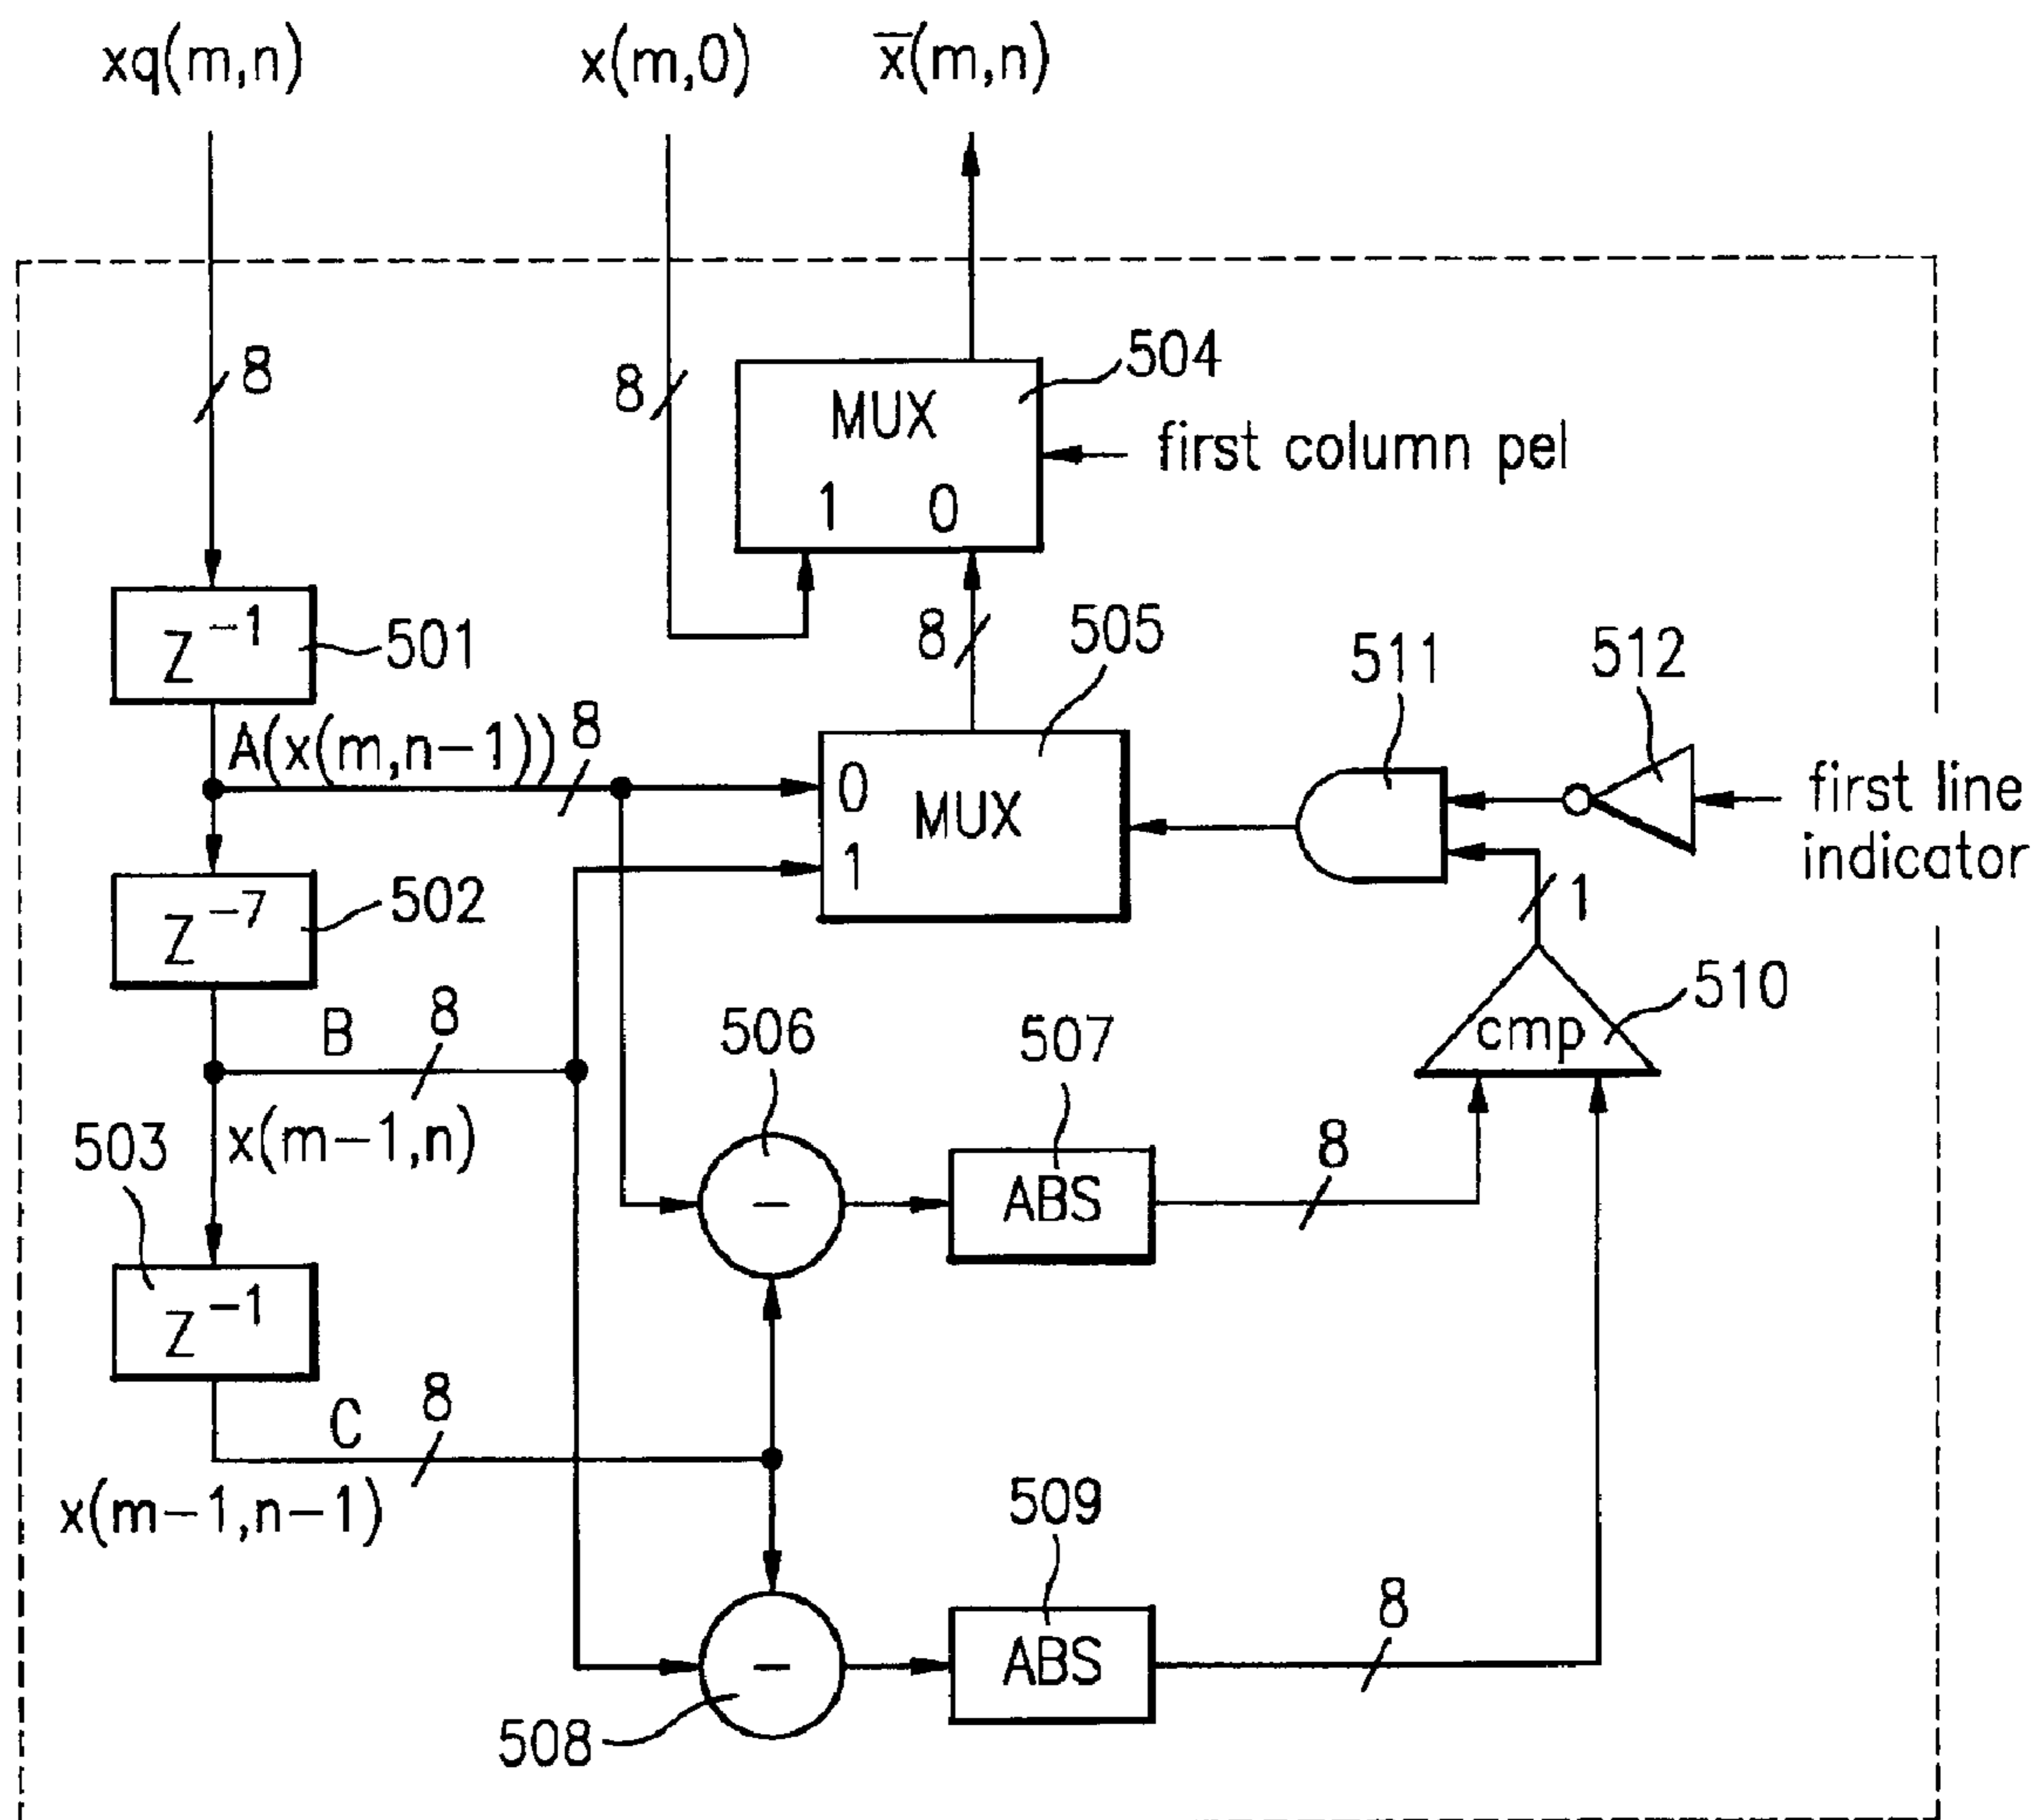 xq(m,n)
x(m,0)
x̅(m,n)
8
8
504
MUX
first column pel
1 0
Z⁻¹
501
8
505
511
512
A(x(m,n−1))
8
0
MUX
1
first line
indicator
Z⁻⁷
502
1
B
8
506
507
cmp
510
503
x(m−1,n)
−
ABS
8
Z⁻¹
C
8
x(m−1,n−1)
509
−
ABS
8
508